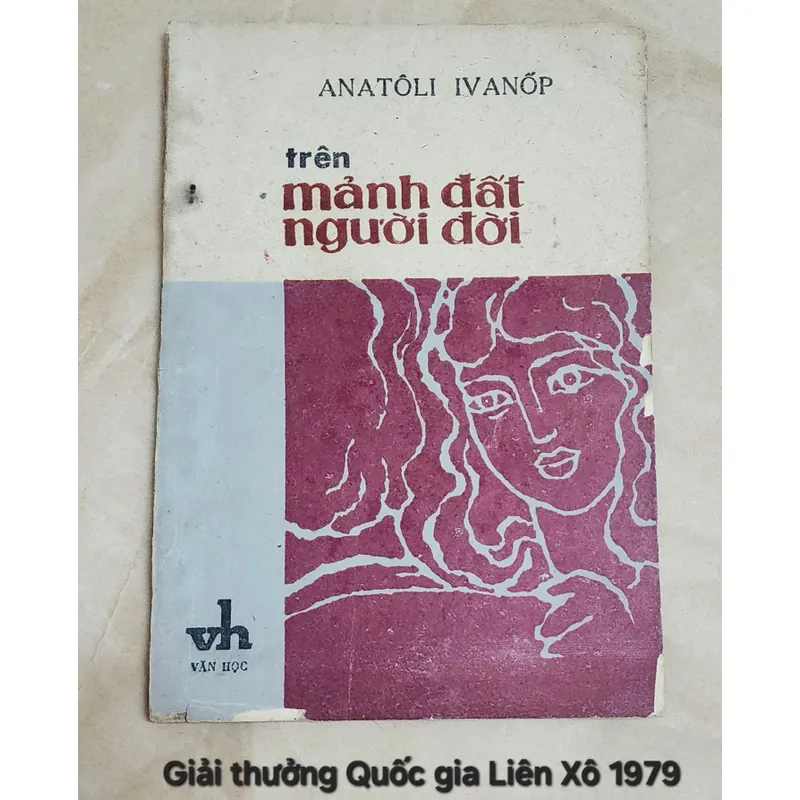 ANATÔLI IVANỐP
trên
mảnh đất
người đời
vh
VĂN HỌC
Giải thưởng Quốc gia Liên Xô 1979